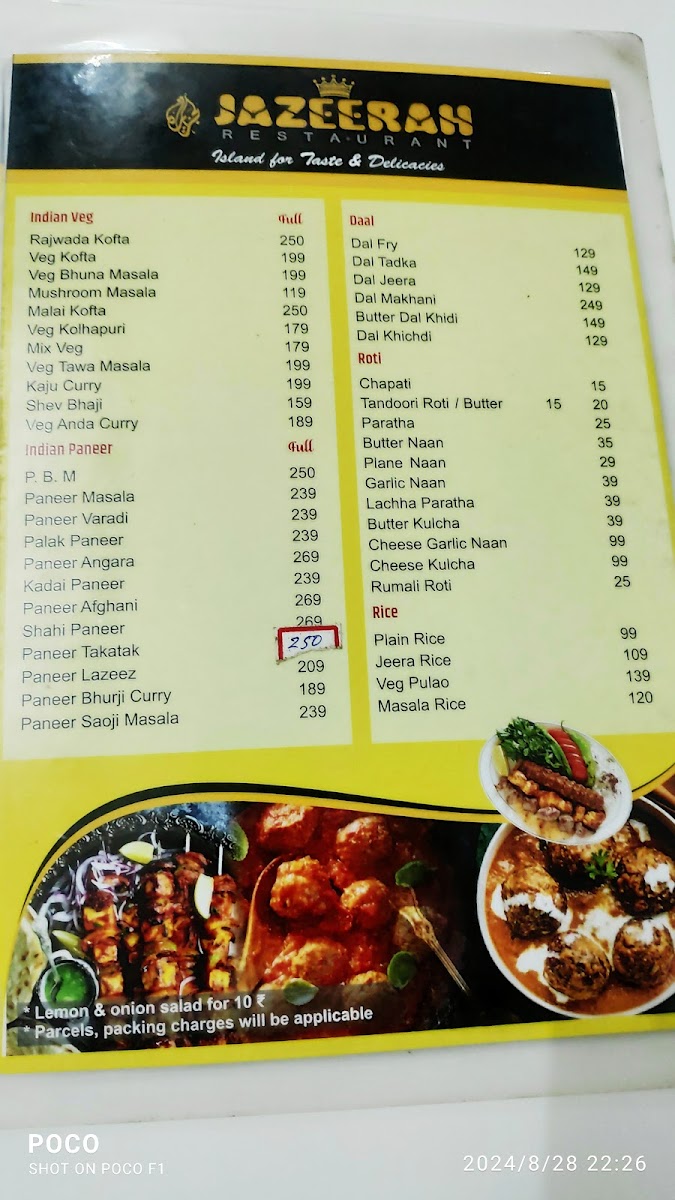 JAZEERAH
RESTAURANT
Island for Taste & Delicacies
Indian Veg Full
Rajwada Kofta 250
Veg Kofta 199
Veg Bhuna Masala 199
Mushroom Masala 119
Malai Kofta 250
Veg Kolhapuri 179
Mix Veg 179
Veg Tawa Masala 199
Kaju Curry 199
Shev Bhaji 159
Veg Anda Curry 189
Indian Paneer Full
P. B. M 250
Paneer Masala 239
Paneer Varadi 239
Palak Paneer 239
Paneer Angara 269
Kadai Paneer 239
Paneer Afghani 269
Shahi Paneer 269
Paneer Takatak 250
Paneer Lazeez 209
Paneer Bhurji Curry 189
Paneer Saoji Masala 239
Daal
Dal Fry 129
Dal Tadka 149
Dal Jeera 129
Dal Makhani 249
Butter Dal Khidi 149
Dal Khichdi 129
Roti
Chapati 15
Tandoori Roti / Butter 15 20
Paratha 25
Butter Naan 35
Plane Naan 29
Garlic Naan 39
Lachha Paratha 39
Butter Kulcha 39
Cheese Garlic Naan 99
Cheese Kulcha 99
Rumali Roti 25
Rice
Plain Rice 99
Jeera Rice 109
Veg Pulao 139
Masala Rice 120
* Lemon & onion salad for 10 ₹
* Parcels, packing charges will be applicable
POCO
SHOT ON POCO F1
2024/8/28 22:26